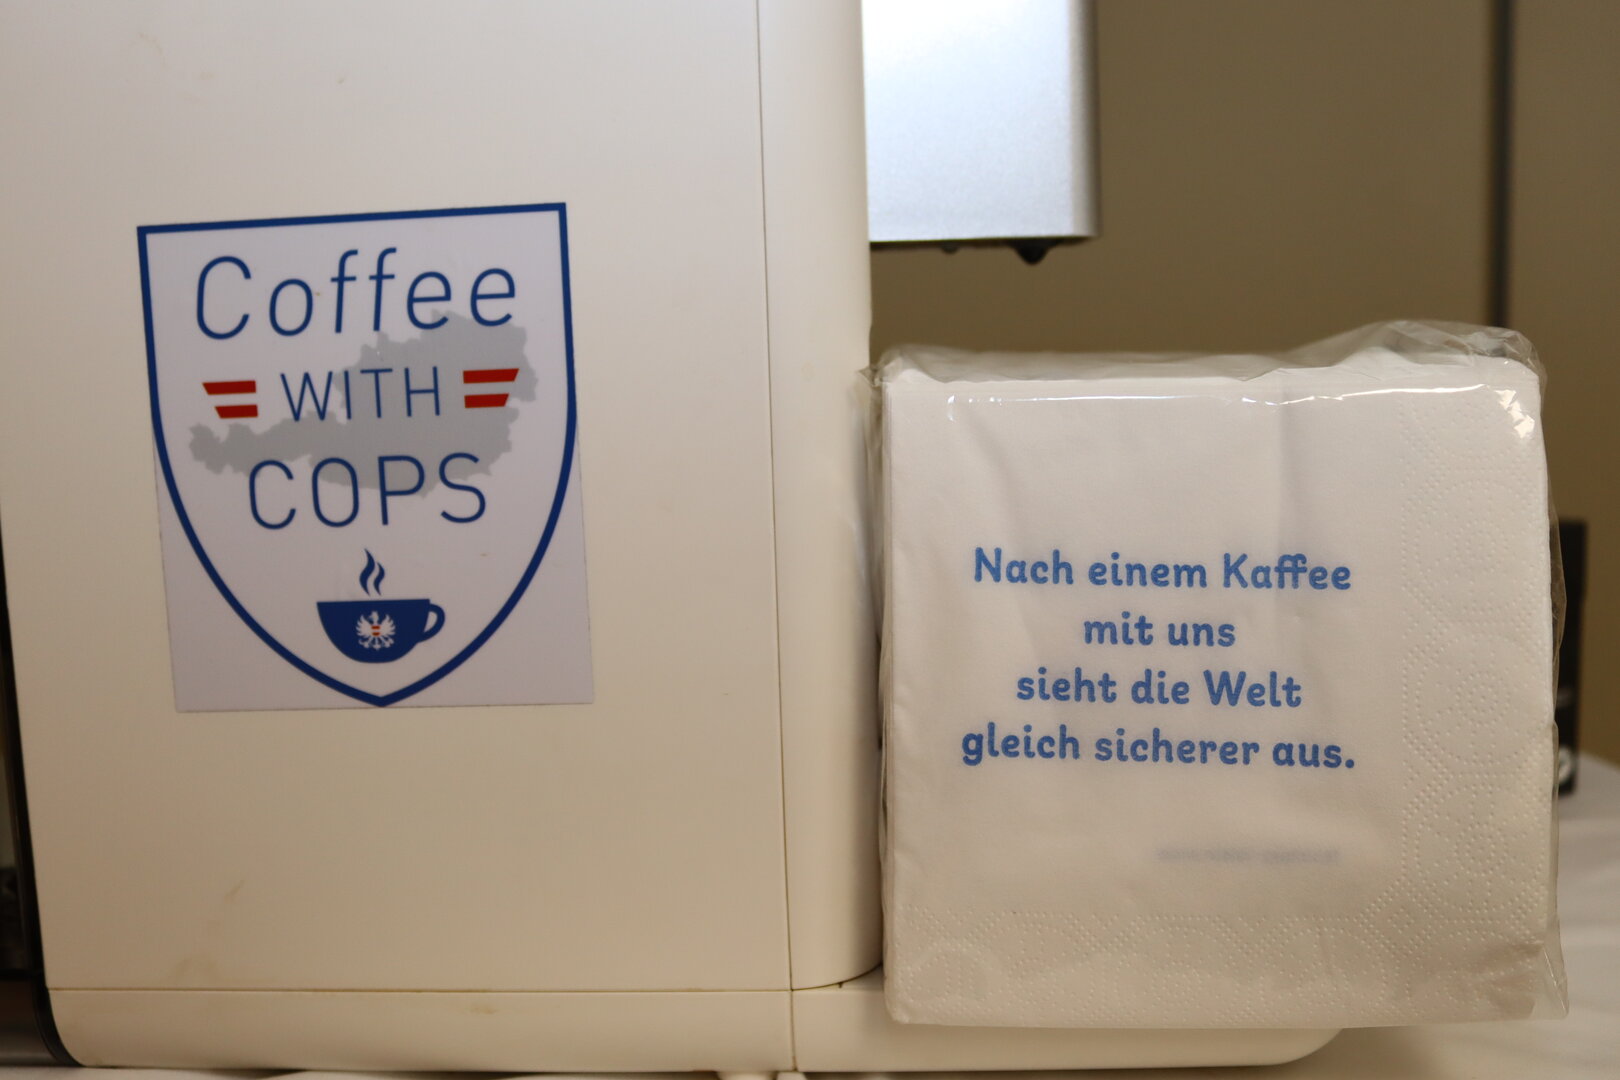 Coffee
WITH
COPS
Nach einem Kaffee
mit uns
sieht die Welt
gleich sicherer aus.